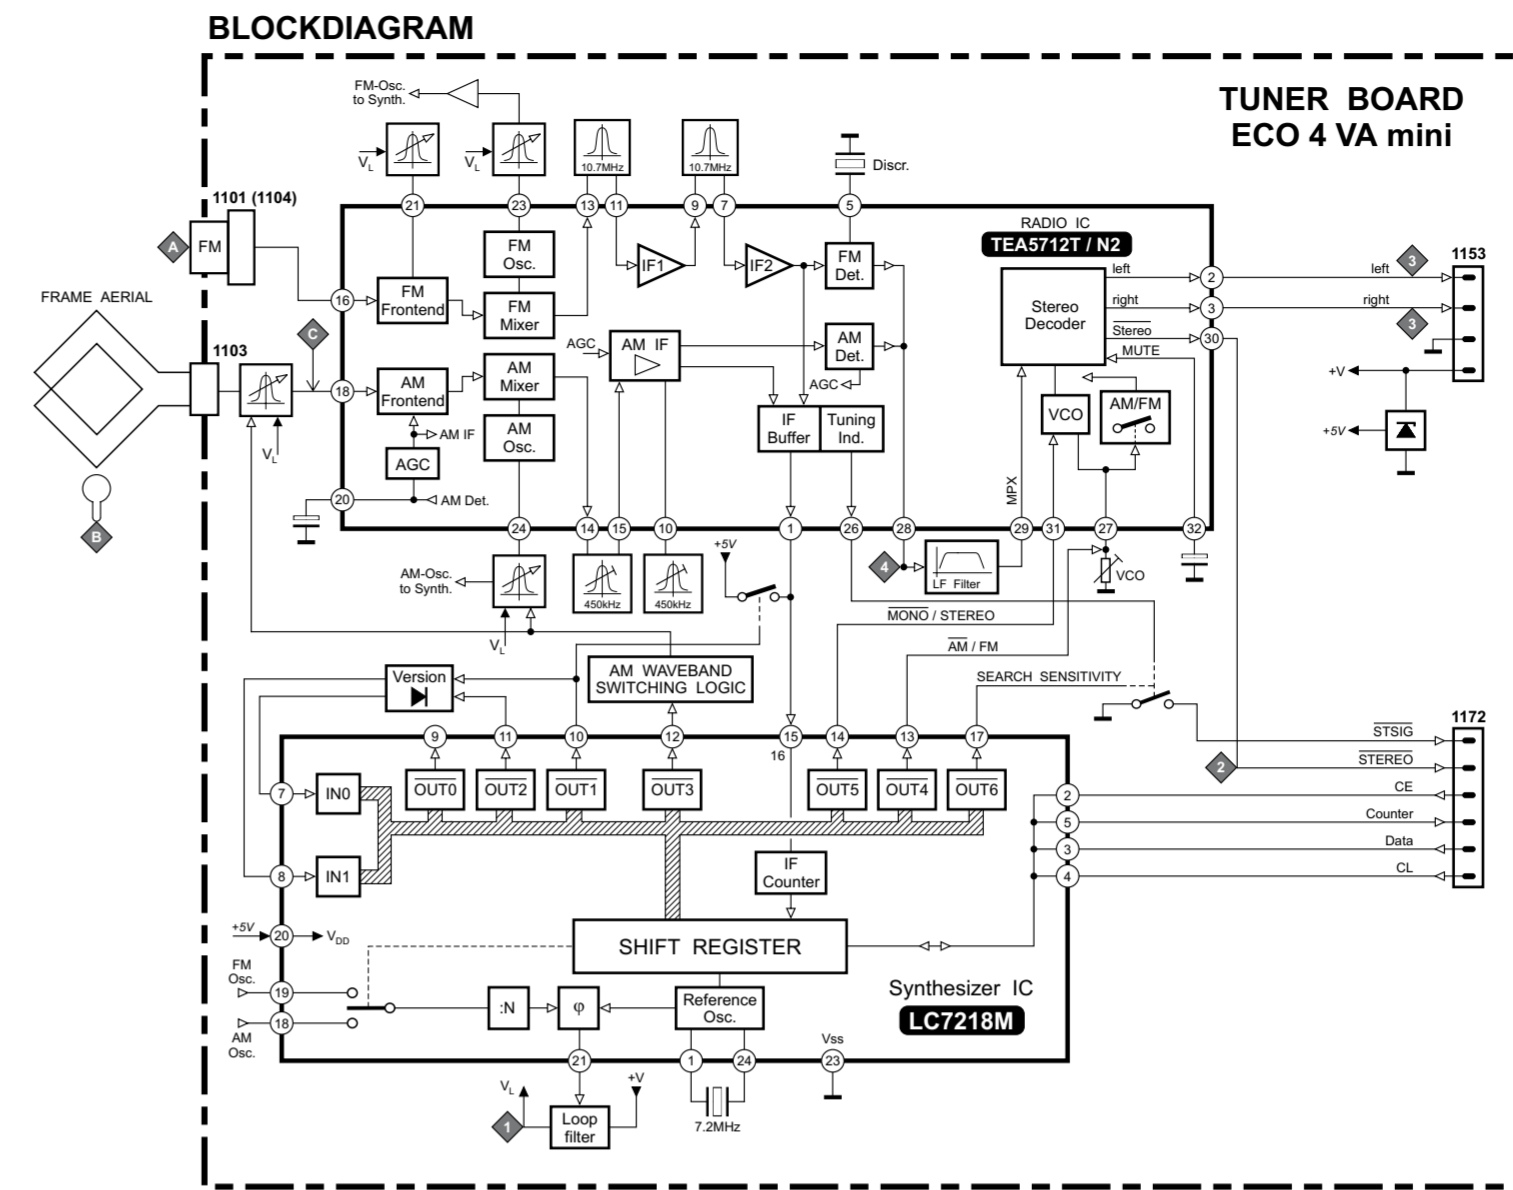 BLOCKDIAGRAM
TUNER BOARD
ECO 4 VA mini
FM-Osc.
to Synth.
VL
VL
10.7MHz
10.7MHz
Discr.
1101 (1104)
A
FM
21
23
13
11
9
7
5
RADIO IC
TEA5712T / N2
FM
Osc.
IF1
IF2
FM
Det.
left
2
left
3
1153
FRAME AERIAL
16
FM
Frontend
FM
Mixer
Stereo
Decoder
right
3
right
3
C
AGC
AM IF
AM
Det.
Stereo
30
1103
MUTE
+V
18
AM
Frontend
AM
Mixer
AGC
VCO
AM/FM
AM IF
AM
Osc.
IF
Buffer
Tuning
Ind.
+5V
VL
AGC
20
AM Det.
MPX
B
24
14
15
10
1
26
28
29
31
27
32
+5V
AM-Osc.
to Synth.
450kHz
450kHz
4
LF Filter
VCO
MONO / STEREO
VL
AM / FM
Version
AM WAVEBAND
SWITCHING LOGIC
SEARCH SENSITIVITY
1172
9
11
10
12
15
16
14
13
17
STSIG
2
STEREO
7
IN0
OUT0
OUT2
OUT1
OUT3
OUT5
OUT4
OUT6
2
CE
5
Counter
3
Data
8
IN1
IF
Counter
4
CL
+5V
20
VDD
SHIFT REGISTER
FM
Osc.
19
Synthesizer IC
LC7218M
:N
φ
Reference
Osc.
18
AM
Osc.
21
1
24
Vss
23
VL
+V
1
Loop
filter
7.2MHz